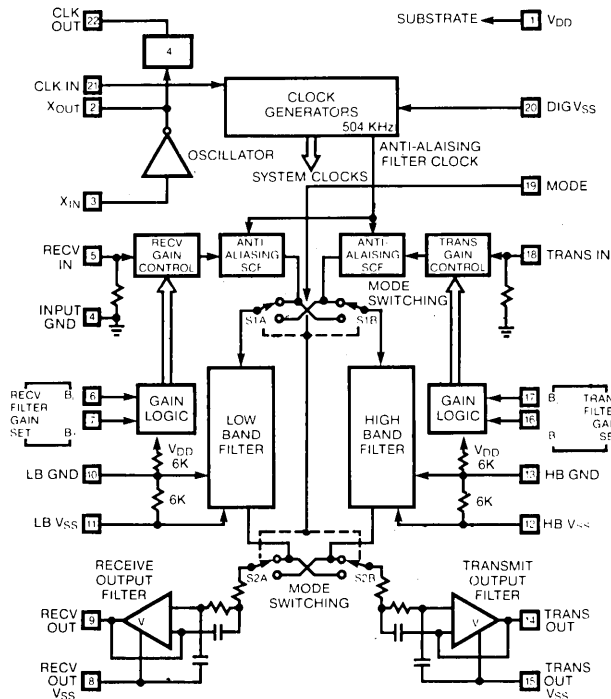 CLK
OUT
22
4
SUBSTRATE
1
VDD
CLK IN
21
XOUT
2
CLOCK
GENERATORS
504 KHz
20
DIG VSS
OSCILLATOR
SYSTEM CLOCKS
ANTI-ALAISING
FILTER CLOCK
19
MODE
XIN
3
RECV
IN
5
RECV
GAIN
CONTROL
ANTI
ALIASING
SCF
ANTI-
ALAISING
SCF
TRANS
GAIN
CONTROL
18
TRANS IN
MODE
SWITCHING
INPUT
GND
4
S1A
S1B
RECV
FILTER
GAIN
SET
B
B
6
7
GAIN
LOGIC
LOW
BAND
FILTER
HIGH
BAND
FILTER
GAIN
LOGIC
17
16
B
B
TRAN
FILTE
GAI
SE
VDD
6K
VDD
6K
LB GND
10
13
HB GND
6K
6K
LB VSS
11
12
HB VSS
RECEIVE
OUTPUT
FILTER
S2A
MODE
SWITCHING
S2B
TRANSMIT
OUTPUT
FILTER
RECV
OUT
9
V
V
14
TRANS
OUT
RECV
OUT
VSS
8
15
TRANS
OUT
VSS